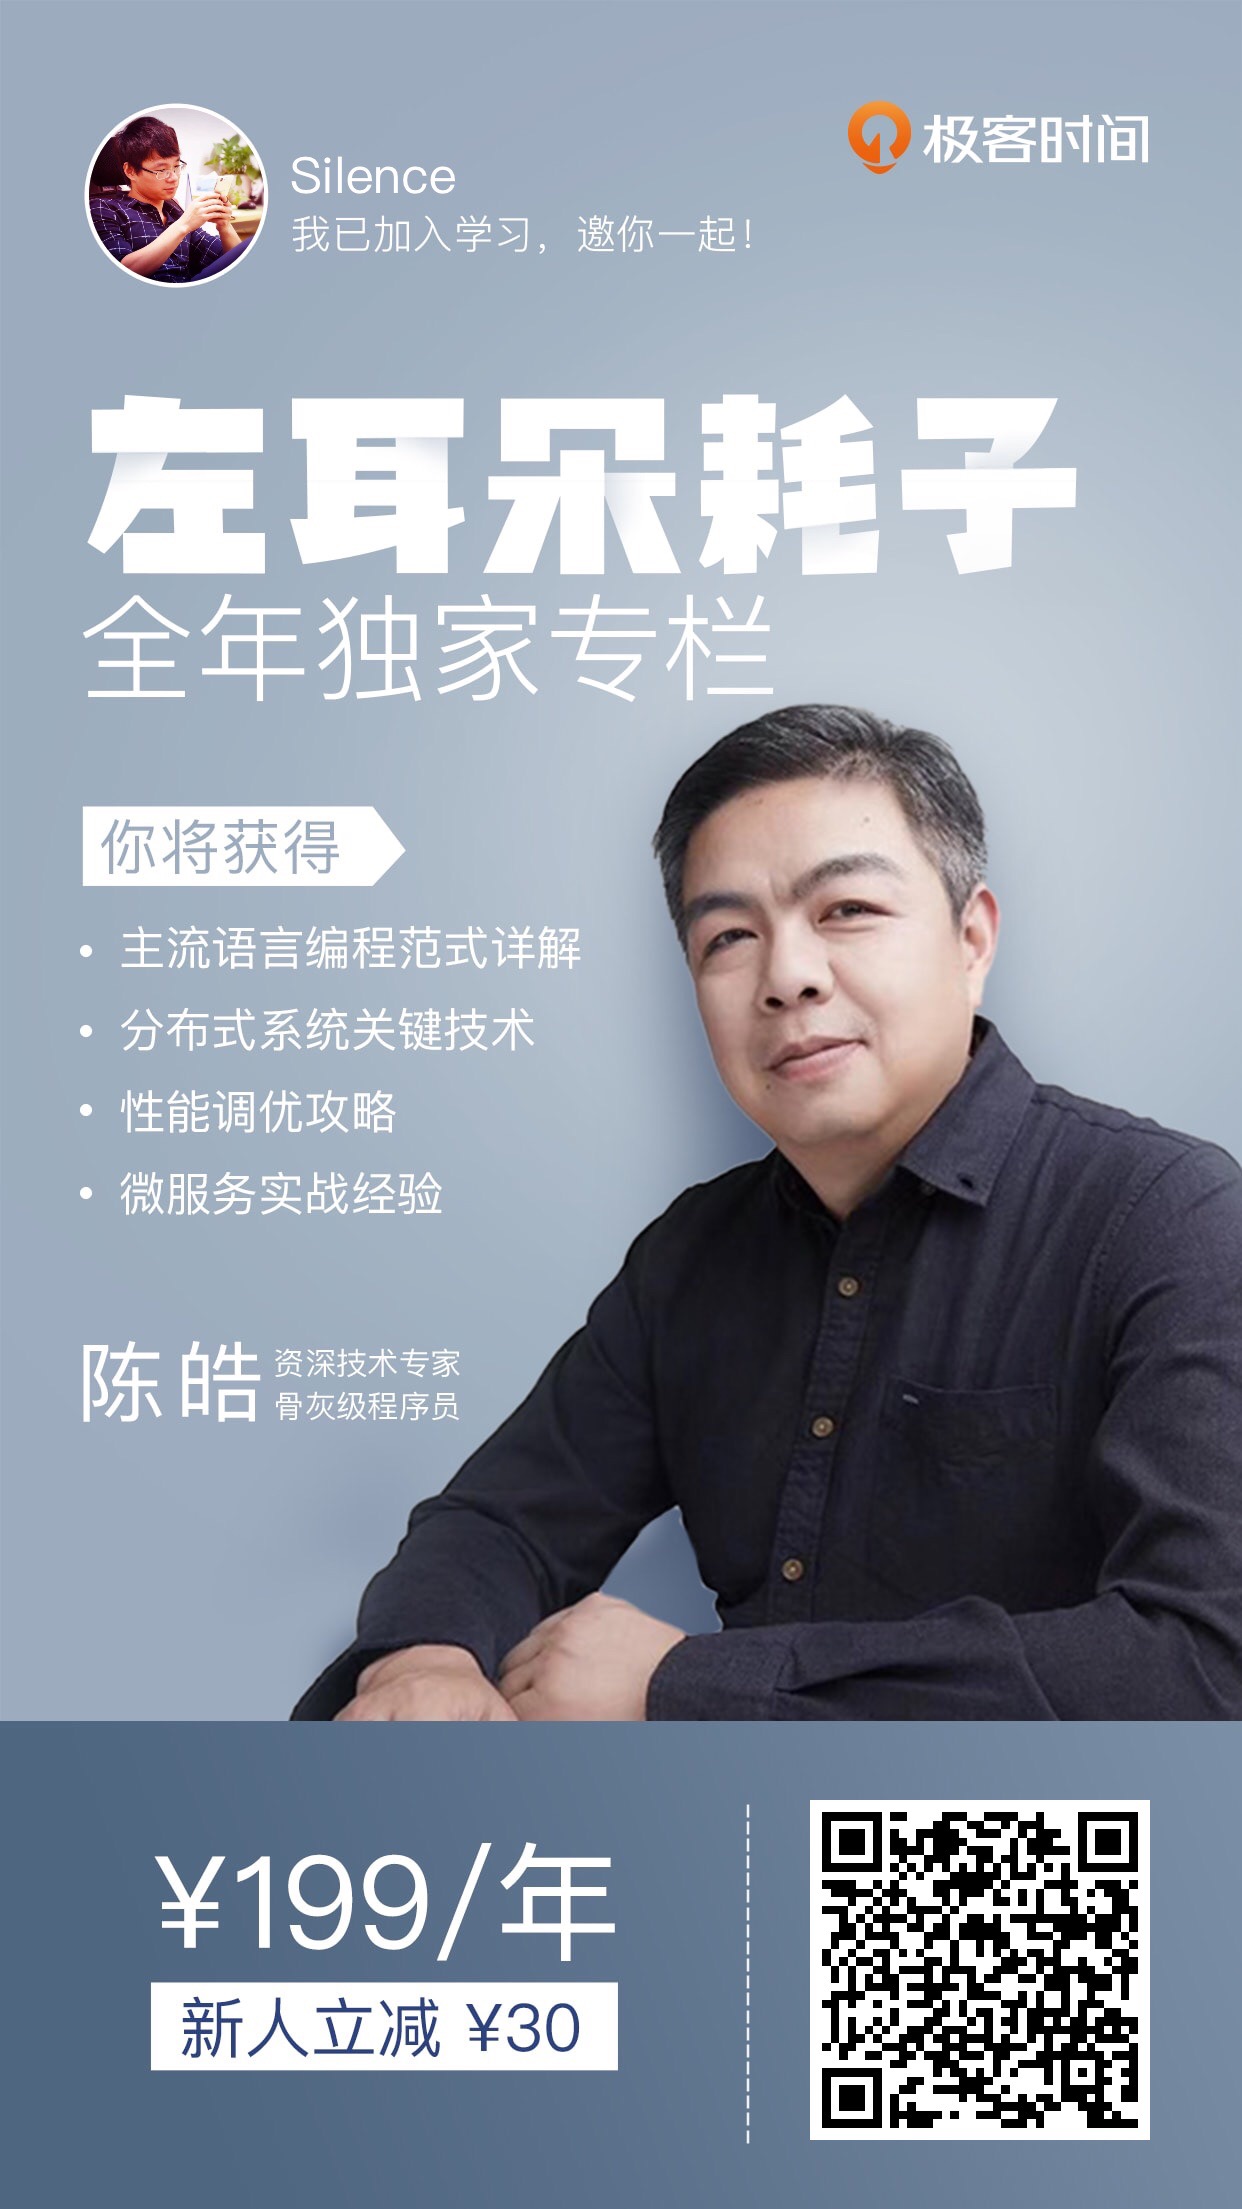 Silence
我已加入学习，邀你一起！
极客时间
左耳朵耗子
全年独家专栏
你将获得
• 主流语言编程范式详解
• 分布式系统关键技术
• 性能调优攻略
• 微服务实战经验
陈皓
资深技术专家
骨灰级程序员
¥199/年
新人立减 ¥30